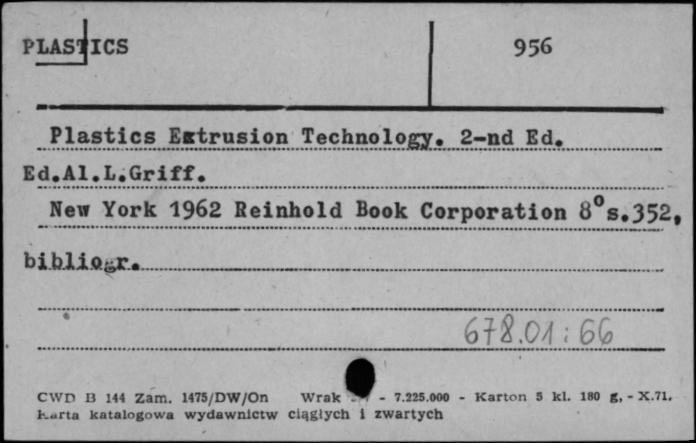 PLASTICS 956
Plastics Extrusion Technology. 2-nd Ed.
Ed.Al.L.Griff.
New York 1962 Reinhold Book Corporation 8° s.352,
bibliogr.
678.01:66
CWD B 144 Zam. 1475/DW/On Wrak - 7.225.000 - Karton 5 kl. 180 g, - X.71.
Karta katalogowa wydawnictw ciągłych i zwartych